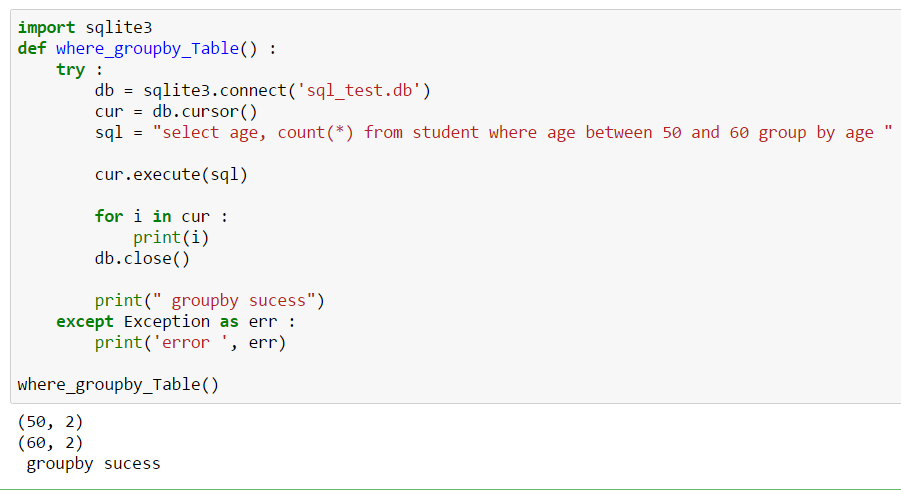 import sqlite3
def where_groupby_Table() :
    try :
        db = sqlite3.connect('sql_test.db')
        cur = db.cursor()
        sql = "select age, count(*) from student where age between 50 and 60 group by age "

        cur.execute(sql)

        for i in cur :
            print(i)
        db.close()

        print(" groupby sucess")
    except Exception as err :
        print('error ', err)

where_groupby_Table()
(50, 2)
(60, 2)
 groupby sucess